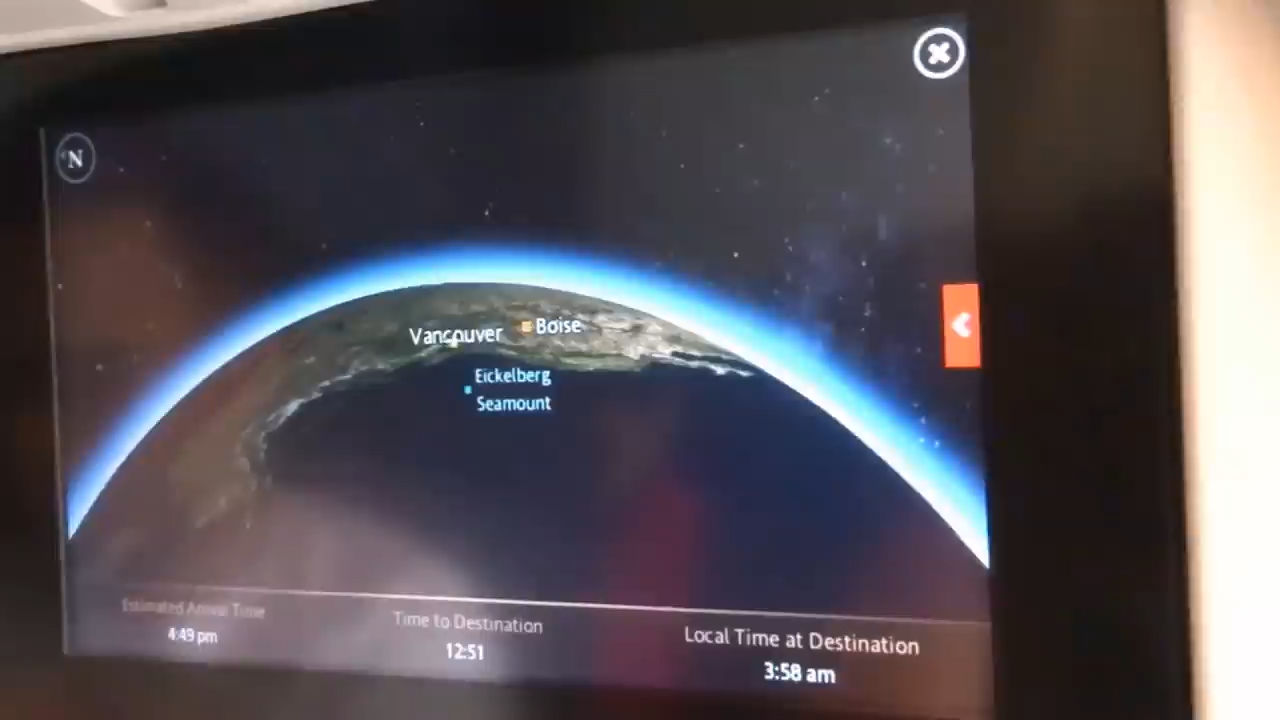 N
Vancouver
Boise
Eickelberg
Seamount
Estimated Arrival Time
4:49 pm
Time to Destination
12:51
Local Time at Destination
3:58 am